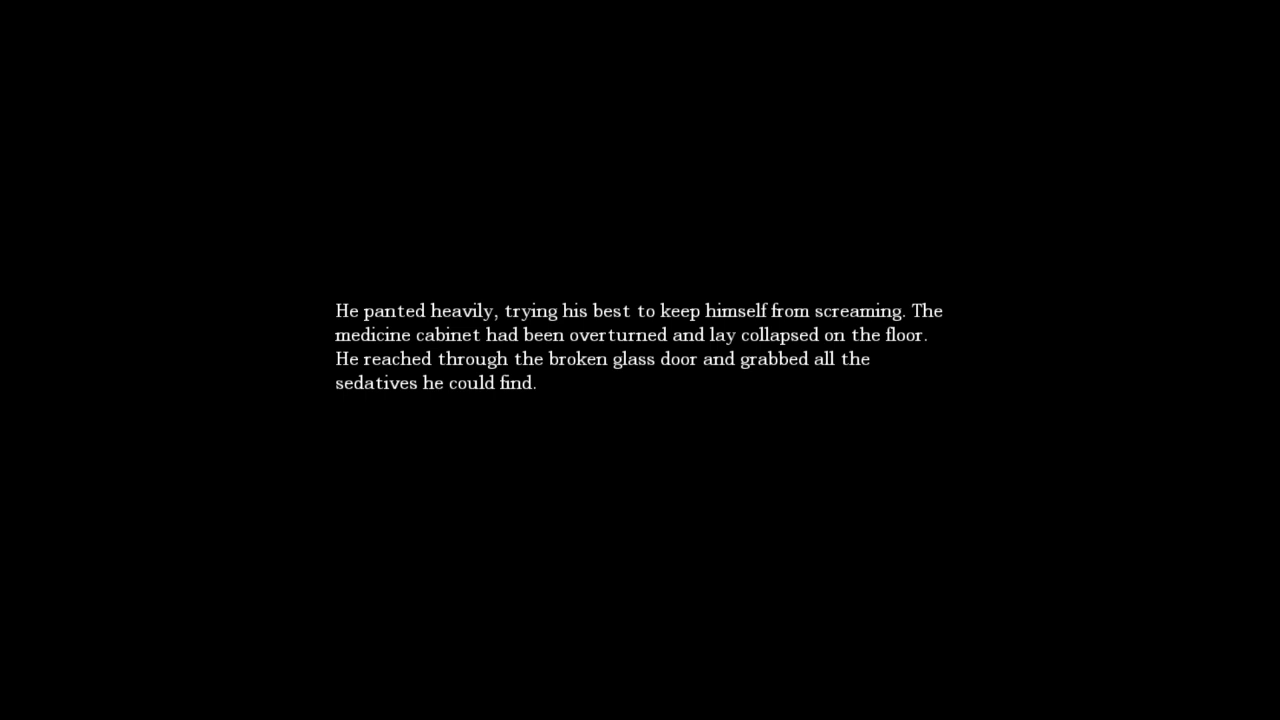 He panted heavily, trying his best to keep himself from screaming. The
medicine cabinet had been overturned and lay collapsed on the floor.
He reached through the broken glass door and grabbed all the
sedatives he could find.